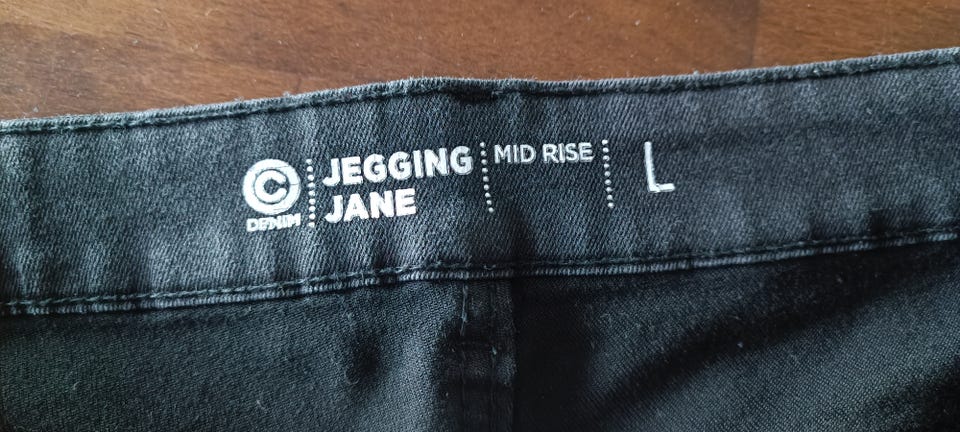 ©
DENIM
JEGGING
JANE
MID RISE
L